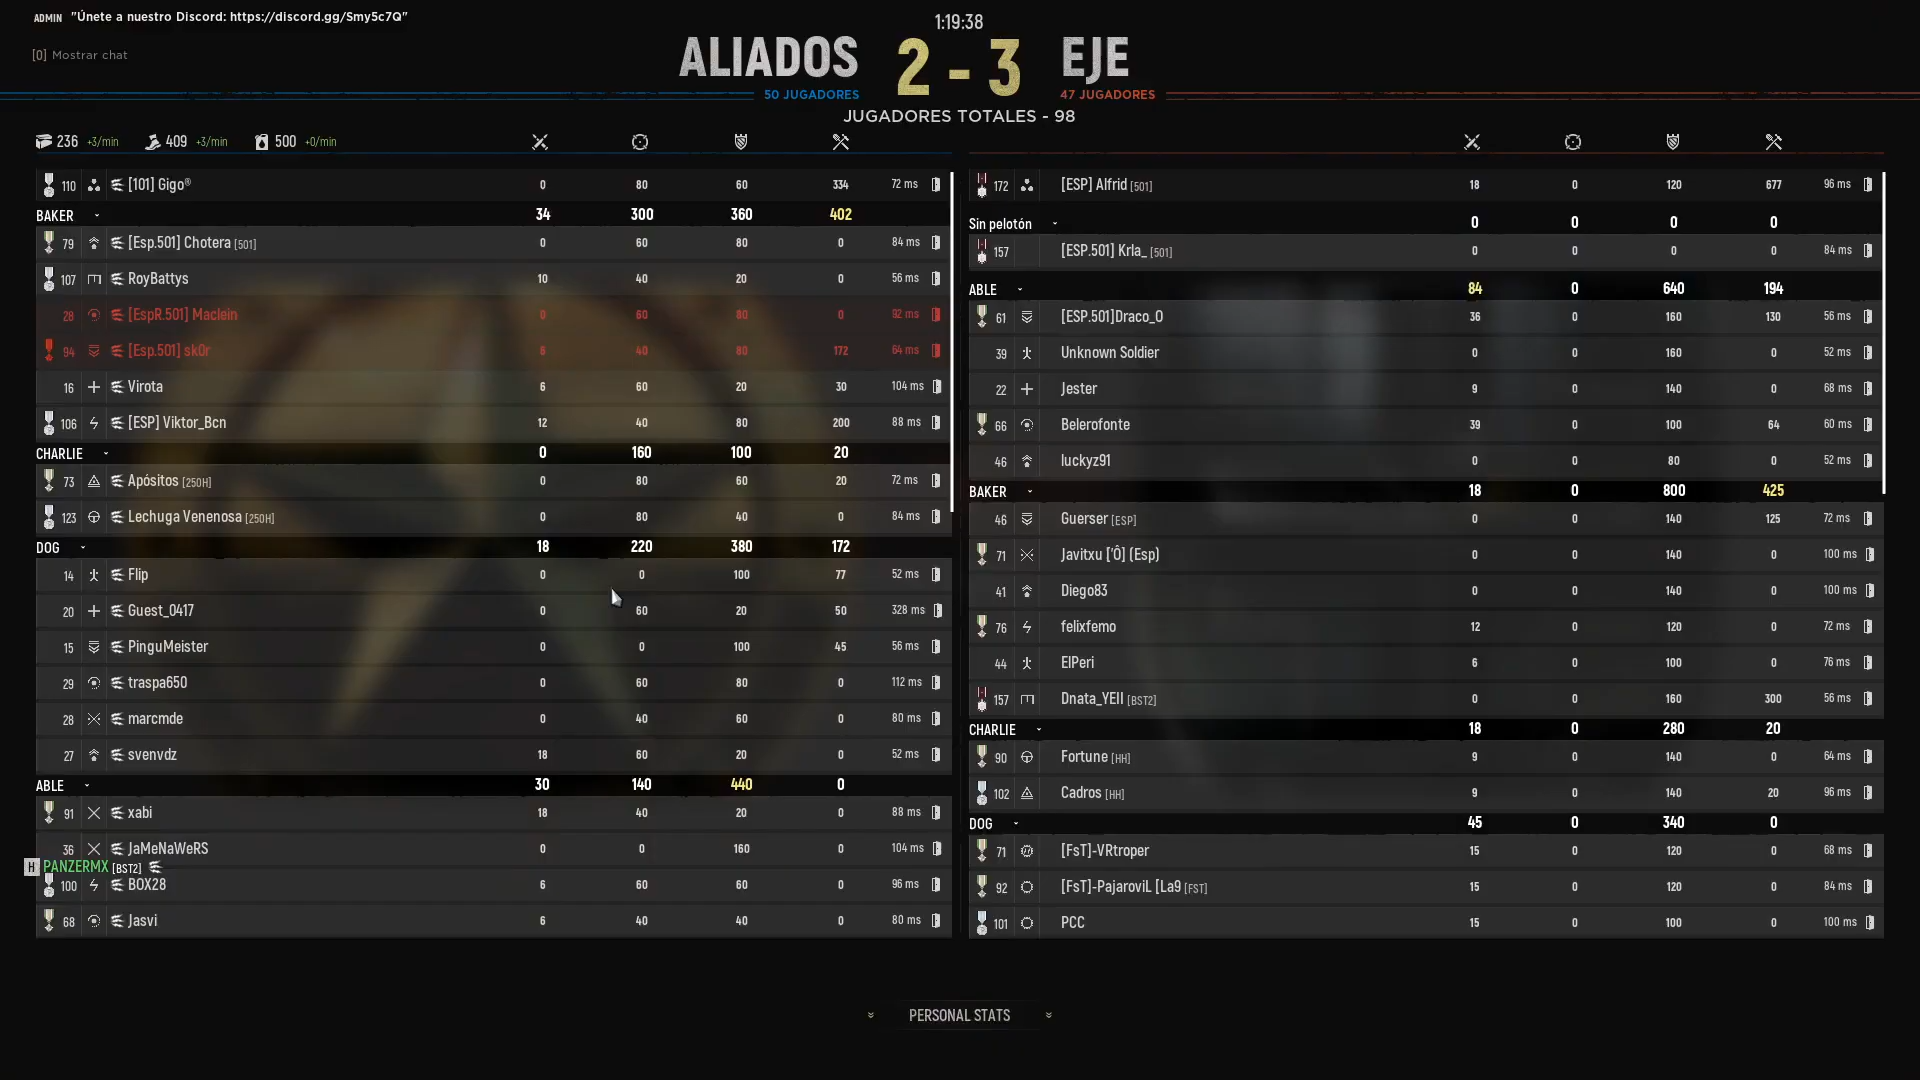 ADMIN "Únete a nuestro Discord: https://discord.gg/Smy5c7Q"
[0] Mostrar chat
1:19:38
ALIADOS 2 - 3 EJE
50 JUGADORES 47 JUGADORES
JUGADORES TOTALES - 98
236 +3/min 409 +3/min 500 +0/min
110 [101] Gigo® 0 80 60 334 72 ms
BAKER 34 300 360 402
79 [Esp.501] Chotera [501] 0 60 80 0 84 ms
107 RoyBattys 10 40 20 0 56 ms
28 [EspR.501] Maclein 0 60 80 0 92 ms
94 [Esp.501] sk0r 6 40 80 172 64 ms
16 Virota 6 60 20 30 104 ms
106 [ESP] Viktor_Bcn 12 40 80 200 88 ms
CHARLIE 0 160 100 20
73 Apósitos [250H] 0 80 60 20 72 ms
123 Lechuga Venenosa [250H] 0 80 40 0 84 ms
DOG 18 220 380 172
14 Flip 0 0 100 77 52 ms
20 Guest_0417 0 60 20 50 328 ms
15 PinguMeister 0 0 100 45 56 ms
29 traspa650 0 60 80 0 112 ms
28 marcmde 0 40 60 0 80 ms
27 svenvdz 18 60 20 0 52 ms
ABLE 30 140 440 0
91 xabi 18 40 20 0 88 ms
36 JaMeNaWeRS 0 0 160 0 104 ms
H PANZERMX [BST2]
100 BOX28 6 60 60 0 96 ms
68 Jasvi 6 40 40 0 80 ms
172 [ESP] Alfrid [501] 18 0 120 677 96 ms
Sin pelotón 0 0 0 0
157 [ESP.501] Krla_ [501] 0 0 0 0 84 ms
ABLE 84 0 640 194
61 [ESP.501]Draco_O 36 0 160 130 56 ms
39 Unknown Soldier 0 0 160 0 52 ms
22 Jester 9 0 140 0 68 ms
66 Belerofonte 39 0 100 64 60 ms
46 luckyz91 0 0 80 0 52 ms
BAKER 18 0 800 425
46 Guerser [ESP] 0 0 140 125 72 ms
71 Javitxu ['Ô] (Esp) 0 0 140 0 100 ms
41 Diego83 0 0 140 0 100 ms
76 felixfemo 12 0 120 0 72 ms
44 ElPeri 6 0 100 0 76 ms
157 Dnata_YEII [BST2] 0 0 160 300 56 ms
CHARLIE 18 0 280 20
90 Fortune [HH] 9 0 140 0 64 ms
102 Cadros [HH] 9 0 140 20 96 ms
DOG 45 0 340 0
71 [FsT]-VRtroper 15 0 120 0 68 ms
92 [FsT]-PajaroviL [La9 [FST] 15 0 120 0 84 ms
101 PCC 15 0 100 0 100 ms
PERSONAL STATS